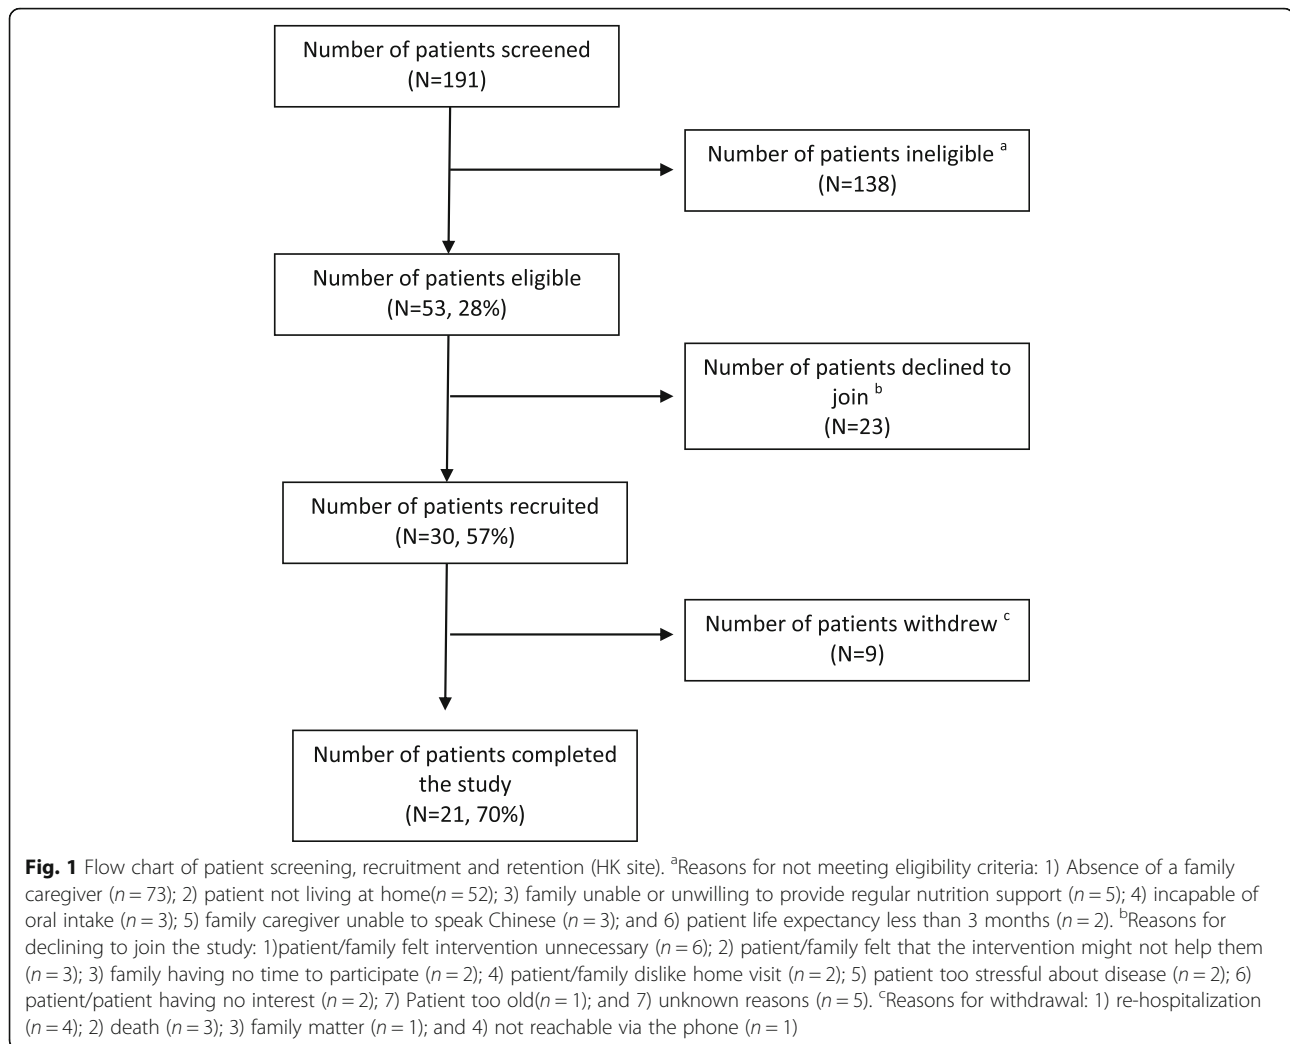 Number of patients screened
(N=191)
Number of patients ineligible a
(N=138)
Number of patients eligible
(N=53, 28%)
Number of patients declined to
join b
(N=23)
Number of patients recruited
(N=30, 57%)
Number of patients withdrew c
(N=9)
Number of patients completed
the study
(N=21, 70%)
Fig. 1 Flow chart of patient screening, recruitment and retention (HK site). aReasons for not meeting eligibility criteria: 1) Absence of a family
caregiver (n = 73); 2) patient not living at home(n = 52); 3) family unable or unwilling to provide regular nutrition support (n = 5); 4) incapable of
oral intake (n = 3); 5) family caregiver unable to speak Chinese (n = 3); and 6) patient life expectancy less than 3 months (n = 2). bReasons for
declining to join the study: 1)patient/family felt intervention unnecessary (n = 6); 2) patient/family felt that the intervention might not help them
(n = 3); 3) family having no time to participate (n = 2); 4) patient/family dislike home visit (n = 2); 5) patient too stressful about disease (n = 2); 6)
patient/patient having no interest (n = 2); 7) Patient too old(n = 1); and 7) unknown reasons (n = 5). cReasons for withdrawal: 1) re-hospitalization
(n = 4); 2) death (n = 3); 3) family matter (n = 1); and 4) not reachable via the phone (n = 1)